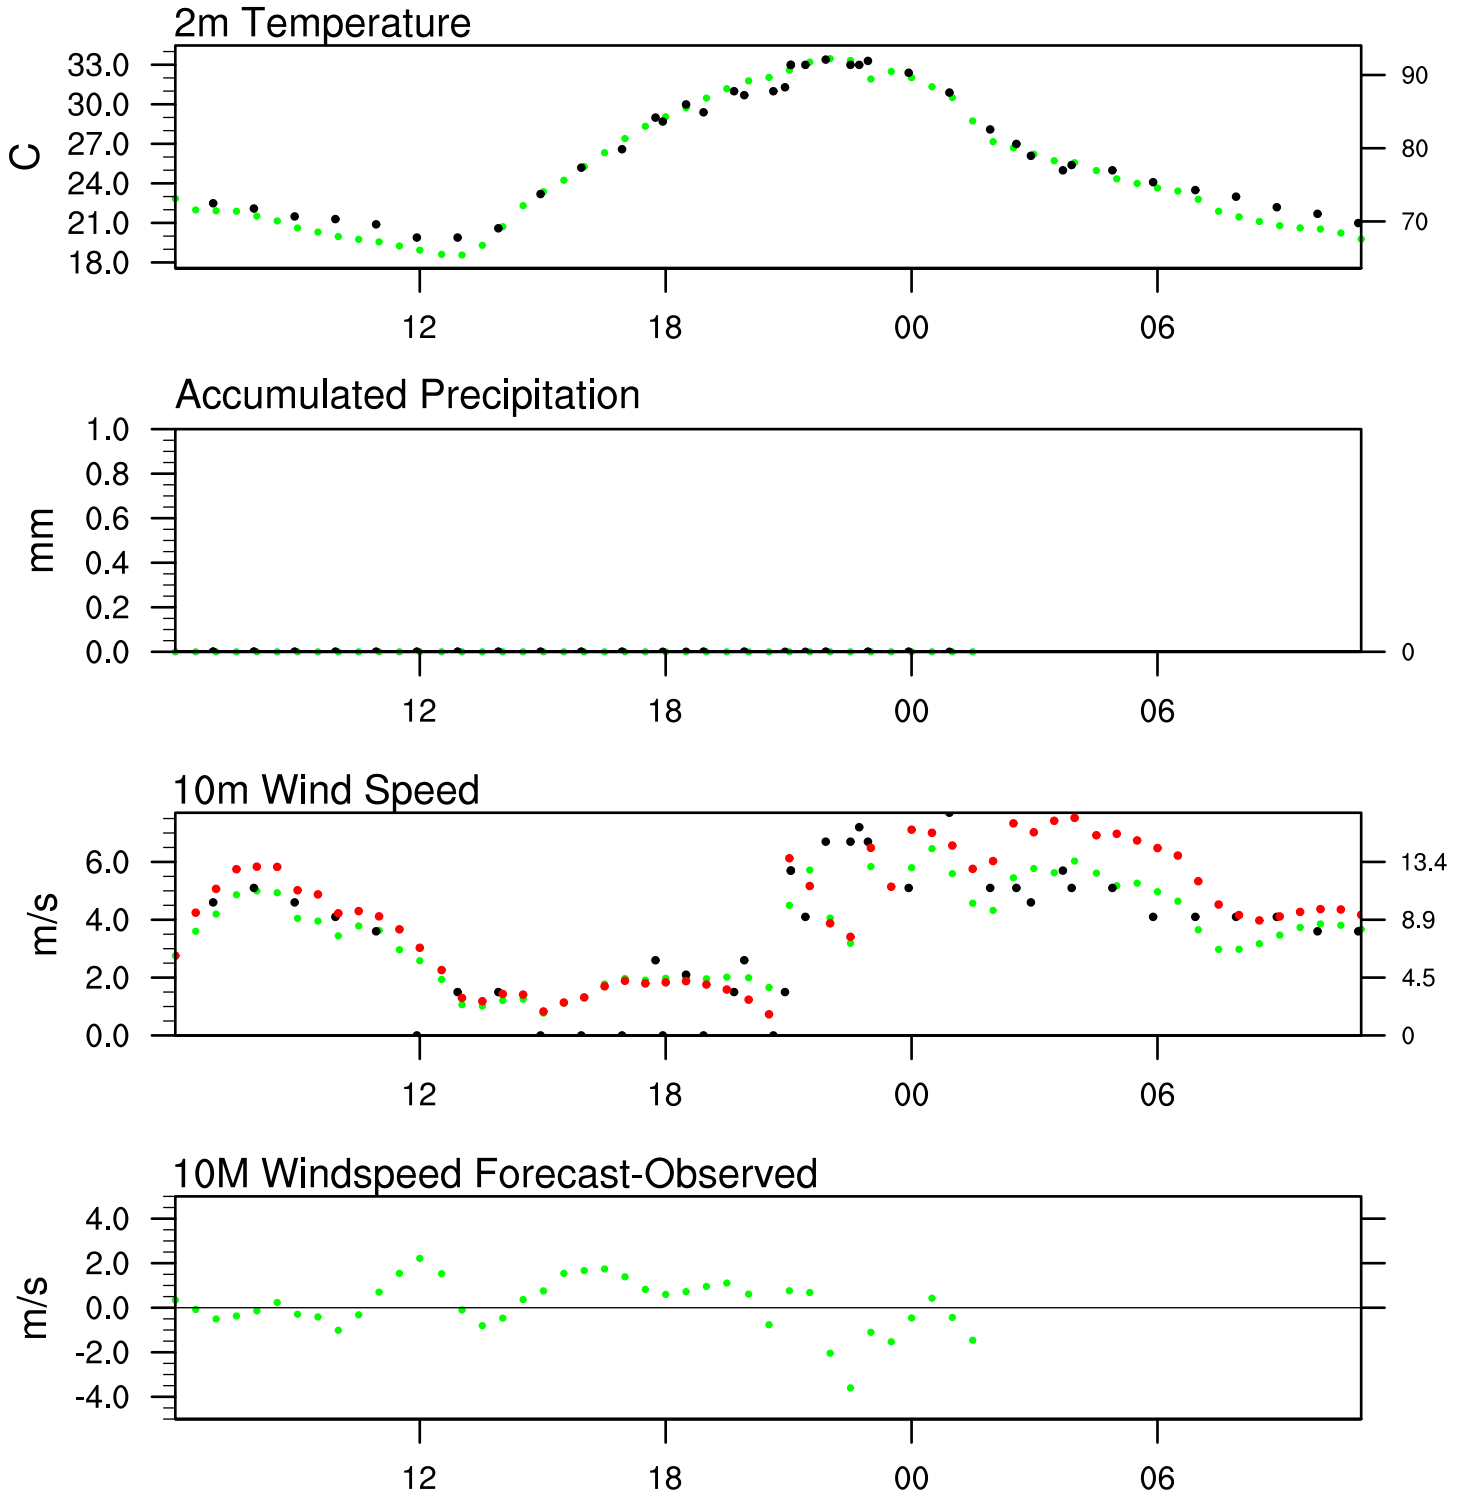 2m Temperature
33.0
30.0
27.0
24.0
21.0
18.0
C
90
80
70
12 18 00 06
Accumulated Precipitation
1.0
0.8
0.6
0.4
0.2
0.0
mm
0
12 18 00 06
10m Wind Speed
6.0
4.0
2.0
0.0
m/s
13.4
8.9
4.5
0
12 18 00 06
10M Windspeed Forecast-Observed
4.0
2.0
0.0
-2.0
-4.0
m/s
12 18 00 06